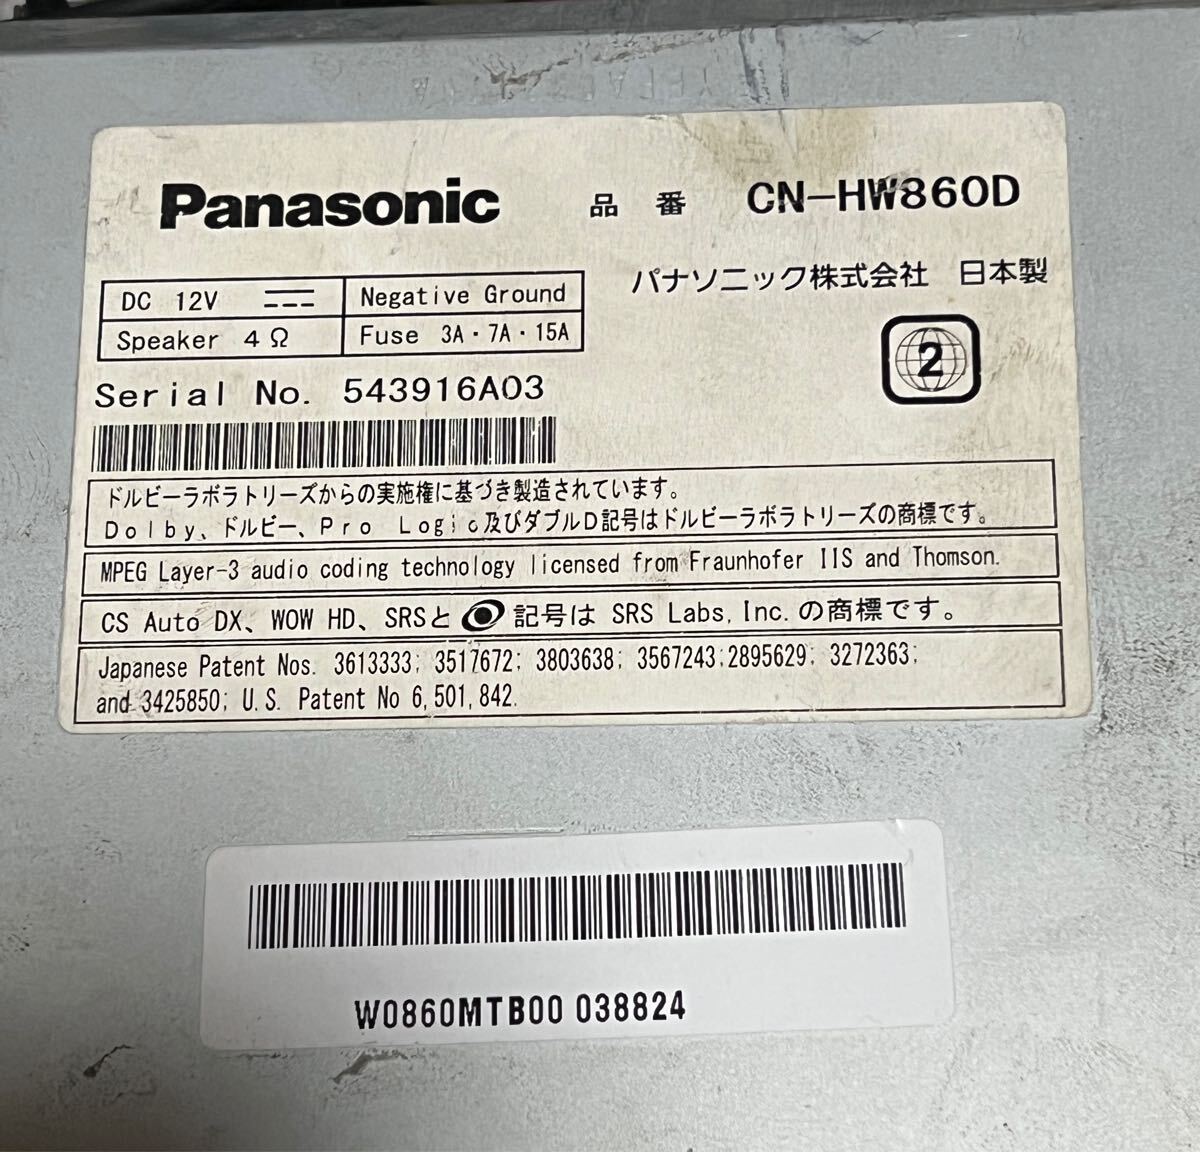 Panasonic 品番 CN-HW860D
パナソニック株式会社 日本製
DC 12V Negative Ground
Speaker 4Ω Fuse 3A・7A・15A
2
Serial No. 543916A03
ドルビーラボラトリーズからの実施権に基づき製造されています。
Dolby、ドルビー、Pro Logic及びダブルD記号はドルビーラボラトリーズの商標です。
MPEG Layer-3 audio coding technology licensed from Fraunhofer IIS and Thomson.
CS Auto DX、WOW HD、SRSと記号は SRS Labs, Inc.の商標です。
Japanese Patent Nos. 3613333; 3517672; 3803638; 3567243;2895629; 3272363;
and 3425850; U.S. Patent No 6,501,842.
W0860MTB00 038824